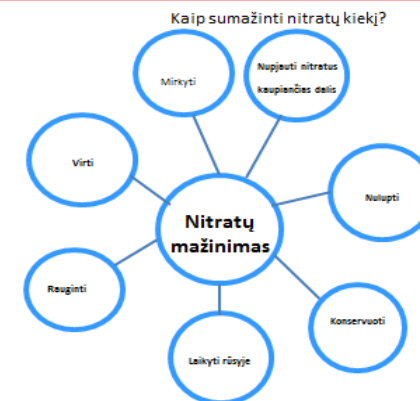 Kaip sumažinti nitratų kiekį?
Mirkyti
Nupjauti nitratus
kaupiančias dalis
Virti
Nulupti
Nitratų
mažinimas
Rauginti
Konservuoti
Laikyti rūsyje